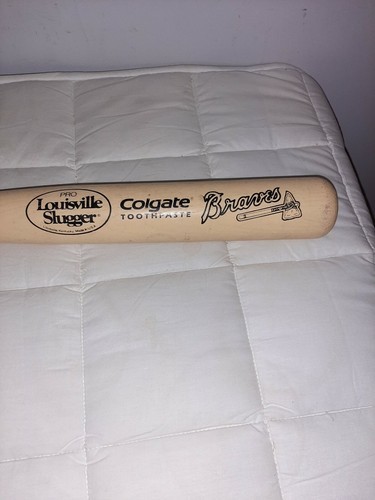 PRO
Louisville
Slugger
Colgate
TOOTHPASTE
Braves